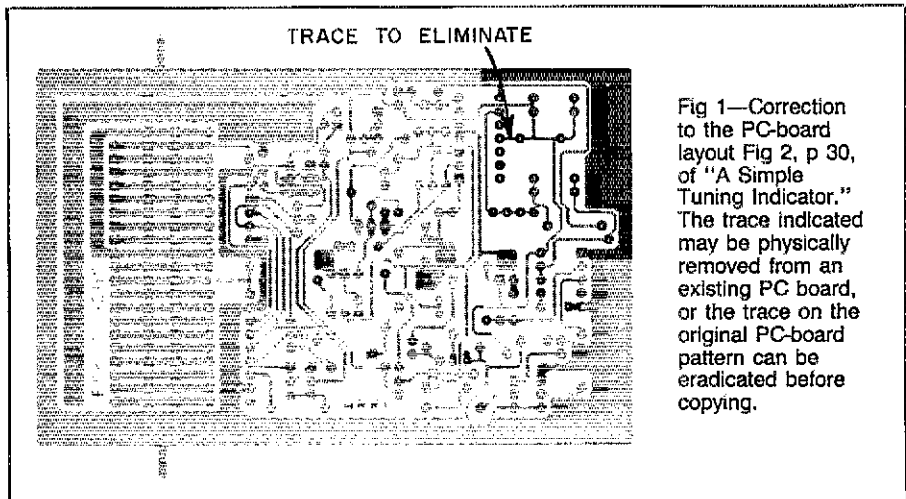 TRACE TO ELIMINATE
Fig 1—Correction
to the PC-board
layout Fig 2, p 30,
of "A Simple
Tuning Indicator."
The trace indicated
may be physically
removed from an
existing PC board,
or the trace on the
original PC-board
pattern can be
eradicated before
copying.